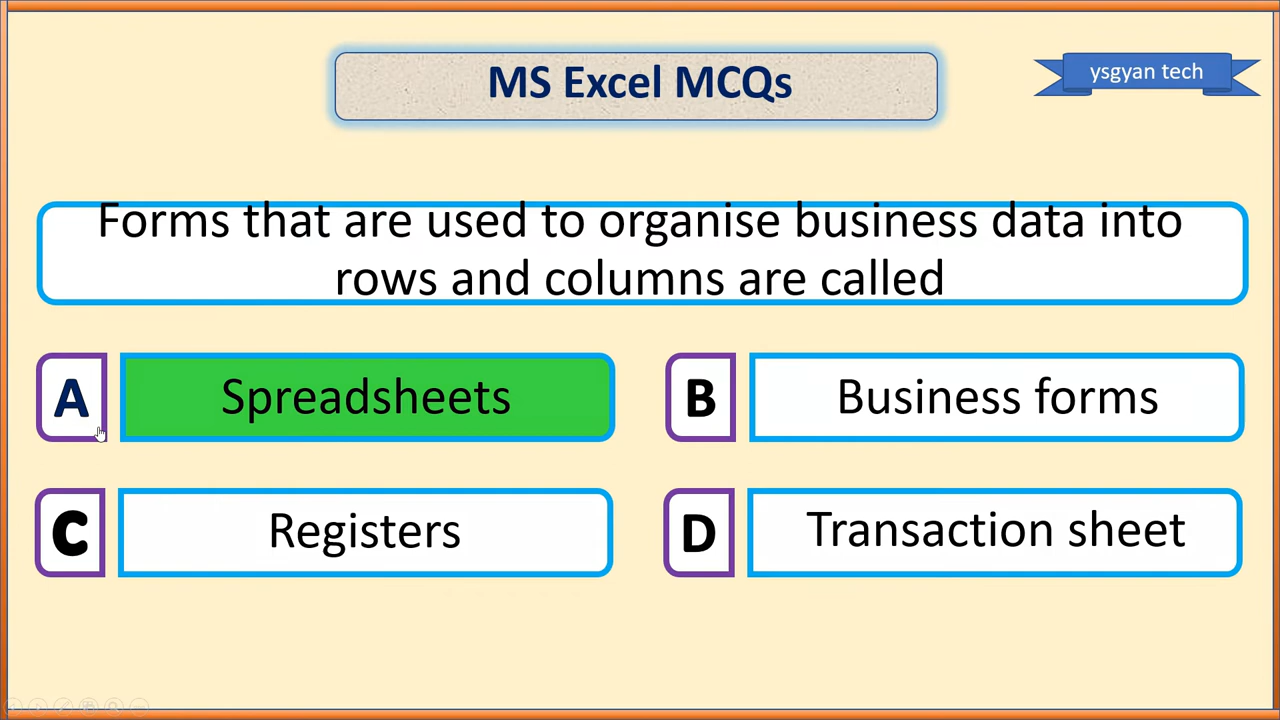 MS Excel MCQs
ysgyan tech
Forms that are used to organise business data into
rows and columns are called
A Spreadsheets
B Business forms
C Registers
D Transaction sheet